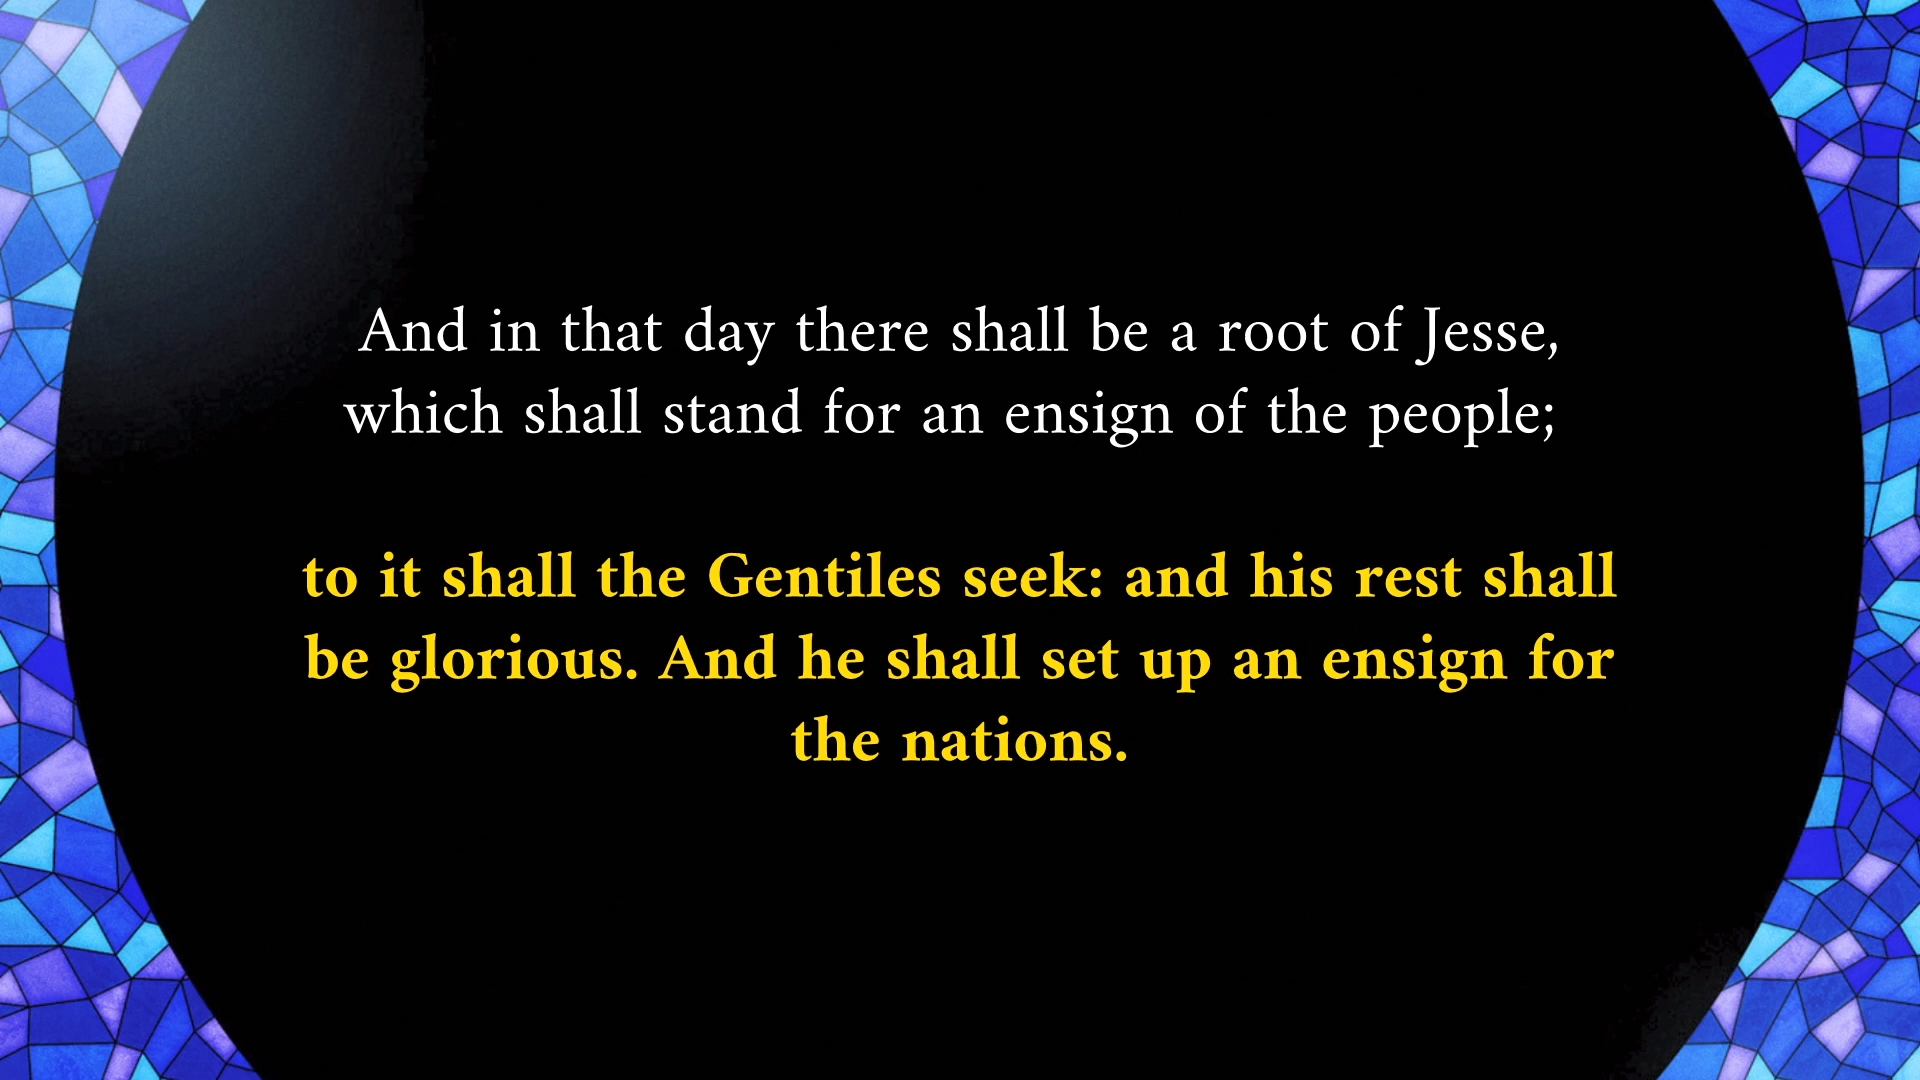 And in that day there shall be a root of Jesse,
which shall stand for an ensign of the people;
to it shall the Gentiles seek: and his rest shall
be glorious. And he shall set up an ensign for
the nations.